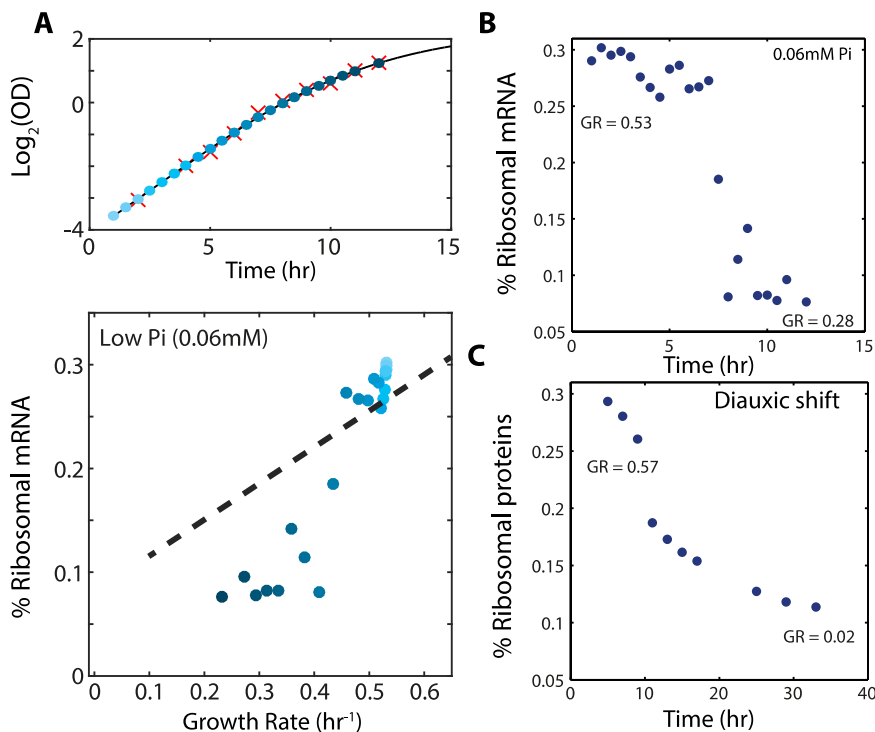 A
2
0
-4
Log2(OD)
0
5
10
15
Time (hr)
Low Pi (0.06mM)
0.3
0.2
0.1
0
% Ribosomal mRNA
0
0.1
0.2
0.3
0.4
0.5
0.6
Growth Rate (hr-1)
B
0.06mM Pi
0.3
0.25
0.2
0.15
0.1
0.05
% Ribosomal mRNA
GR = 0.53
GR = 0.28
0
5
10
15
Time (hr)
C
Diauxic shift
0.3
0.25
0.2
0.15
0.1
0.05
% Ribosomal proteins
GR = 0.57
GR = 0.02
0
10
20
30
40
Time (hr)